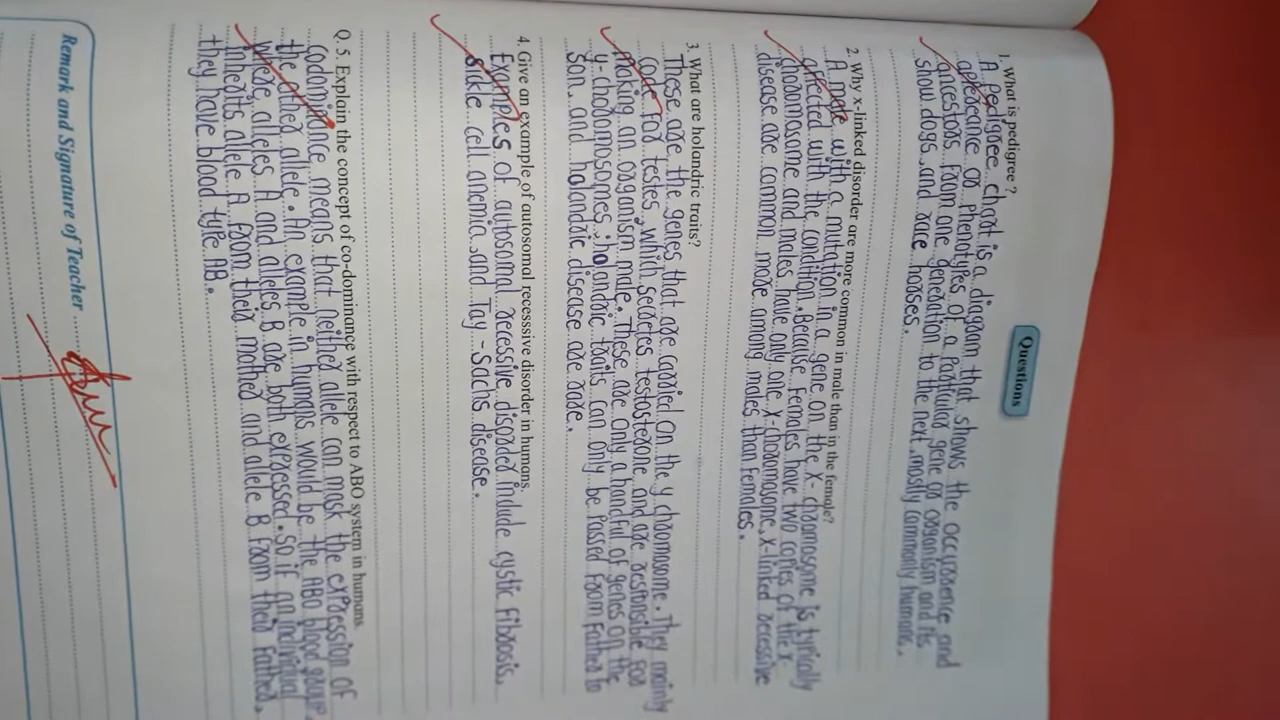 Questions
1. What is pedigree ?
A pedigree chart is a diagram that shows the occurrence and
appearance or phenotypes of a particular gene or organism and its
ancestors from one generation to the next, mostly commonly humans,
show dogs, and race horses.
2. Why x-linked disorder are more common in male than in the female?
A male with a mutation in a gene on the X-chromosome is typically
affected with the condition. Because females have two copies of the X
chromosome and males have only one X-chromosome, X-linked recessive
disease are common more among males than females.
3. What are holandric traits?
These are the genes that are carried on the y chromosome. They mainly
code for testes, which secretes testosterone and are responsible for
making an organism male. These are only a handful of genes on the
y-chromosomes; holandric traits can only be passed from father to
son. and holandric disease are rare.
4. Give an example of autosomal recesssive disorder in humans.
Examples of autosomal recessive disorder include cystic fibrosis.
sickle cell anemia, and Tay-Sachs disease.
Q. 5. Explain the concept of co-dominance with respect to ABO system in humans
Codominance means that neither allele can mask the expression of
the other allele. An example in humans would be the ABO blood group,
where alleles A and alleles B are both expressed. so if an individual
inherits allele A from their mother and allele B from their father,
they have blood type AB.
Remark and Signature of Teacher